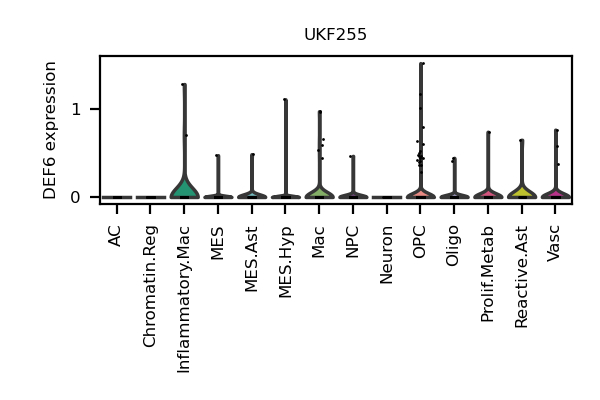 UKF255
DEF6 expression
1
0
AC
Chromatin.Reg
Inflammatory.Mac
MES
MES.Ast
MES.Hyp
Mac
NPC
Neuron
OPC
Oligo
Prolif.Metab
Reactive.Ast
Vasc